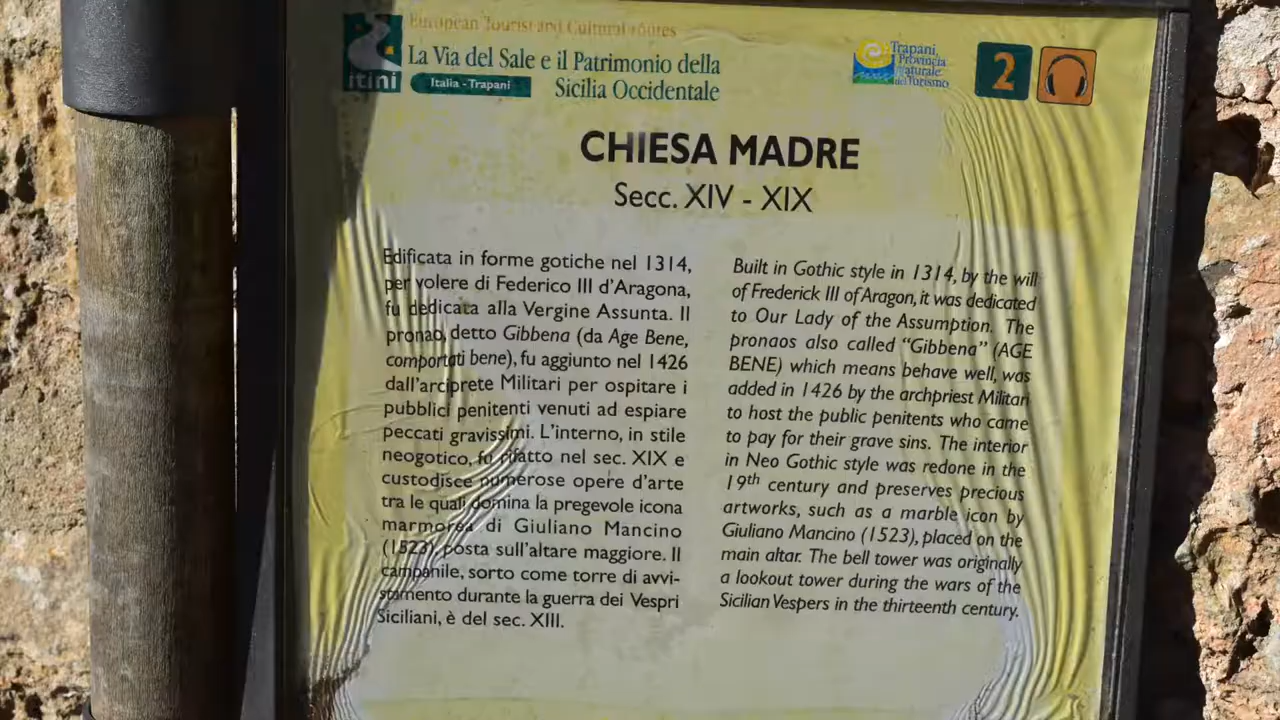 European Tourist and Cultural routes
La Via del Sale e il Patrimonio della
Sicilia Occidentale
itini
Italia - Trapani
Trapani,
Provincia
Naturale
del Turismo
2
CHIESA MADRE
Secc. XIV - XIX
Edificata in forme gotiche nel 1314,
per volere di Federico III d'Aragona,
fu dedicata alla Vergine Assunta. Il
pronao, detto Gibbena (da Age Bene,
comportati bene), fu aggiunto nel 1426
dall'arciprete Militari per ospitare i
pubblici penitenti venuti ad espiare
peccati gravissimi. L'interno, in stile
neogotico, fu rifatto nel sec. XIX e
custodisce numerose opere d'arte
tra le quali domina la pregevole icona
marmorea di Giuliano Mancino
(1523), posta sull'altare maggiore. Il
campanile, sorto come torre di avvi-
stamento durante la guerra dei Vespri
Siciliani, è del sec. XIII.
Built in Gothic style in 1314, by the will
of Frederick III of Aragon, it was dedicated
to Our Lady of the Assumption. The
pronaos also called "Gibbena" (AGE
BENE) which means behave well, was
added in 1426 by the archpriest Militari
to host the public penitents who came
to pay for their grave sins. The interior
in Neo Gothic style was redone in the
19th century and preserves precious
artworks, such as a marble icon by
Giuliano Mancino (1523), placed on the
main altar. The bell tower was originally
a lookout tower during the wars of the
Sicilian Vespers in the thirteenth century.